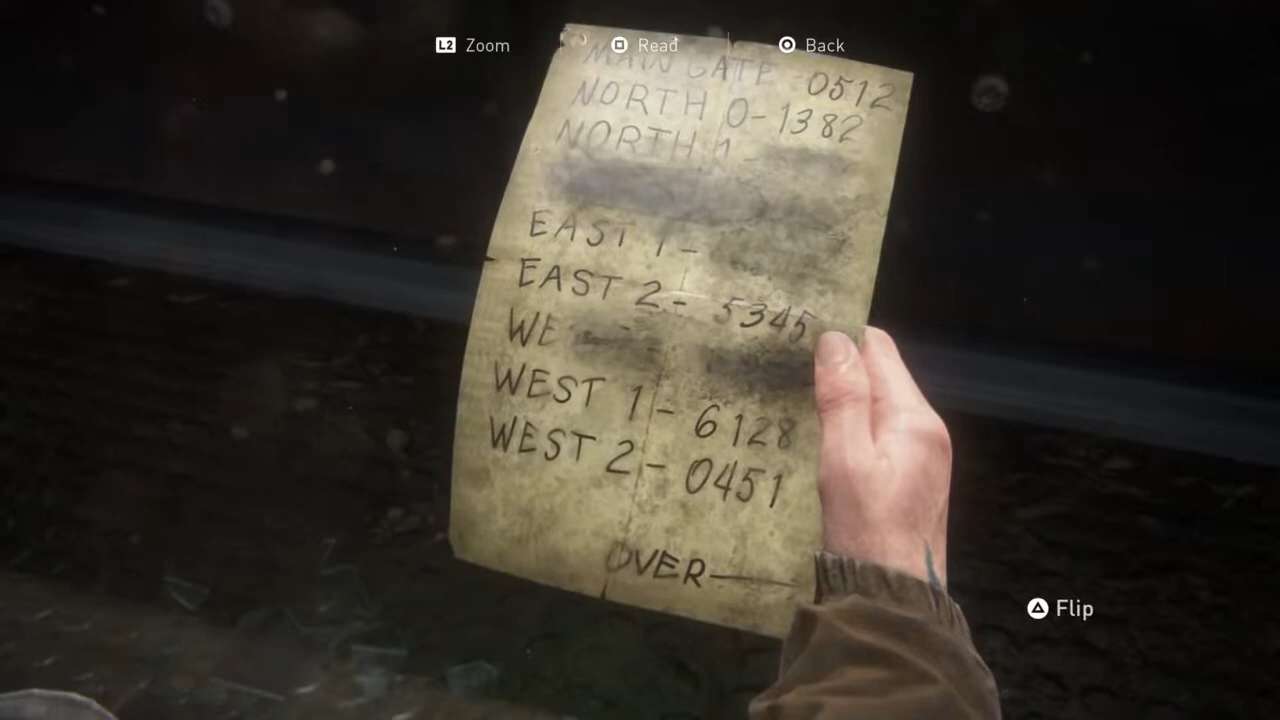 L2 Zoom Read Back
MAIN GATE - 0512
NORTH 0- 1382
NORTH 1 -
EAST 1 -
EAST 2 - 5345
WE
WEST 1 - 6128
WEST 2 - 0451
OVER
Flip